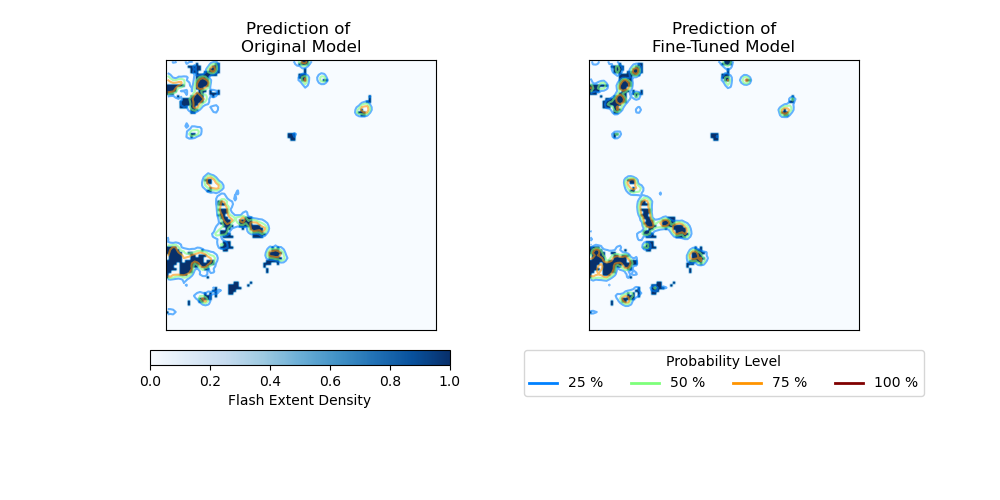 Prediction of
Original Model
Prediction of
Fine-Tuned Model
0.0 0.2 0.4 0.6 0.8 1.0
Flash Extent Density
Probability Level
25 % 50 % 75 % 100 %